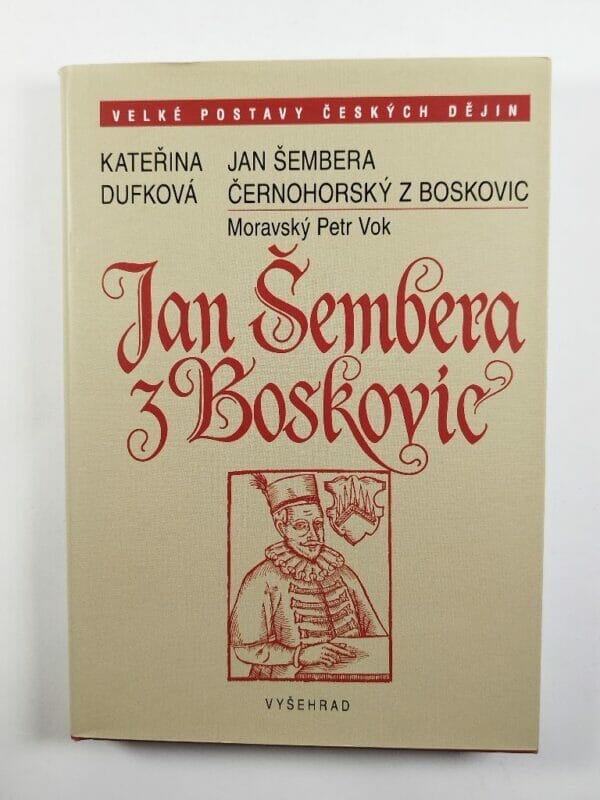 VELKÉ POSTAVY ČESKÝCH DĚJIN
KATEŘINA DUFKOVÁ
JAN ŠEMBERA
ČERNOHORSKÝ Z BOSKOVIC
Moravský Petr Vok
Jan Šembera
z Boskovic
VYŠEHRAD